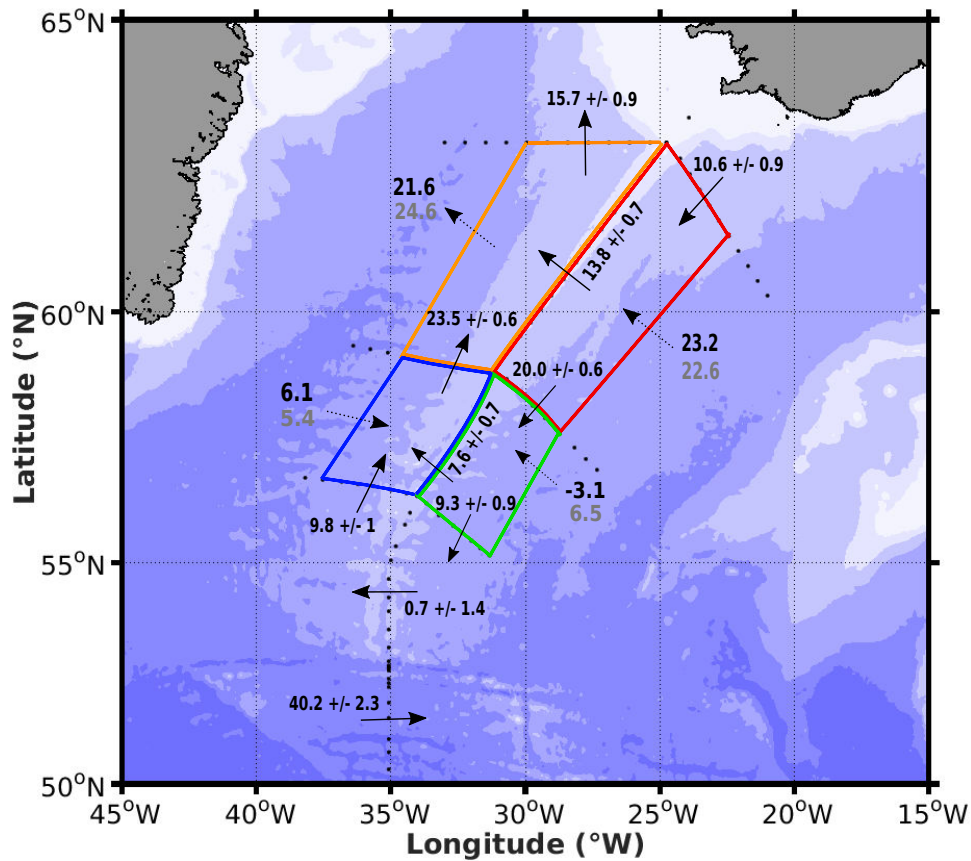 65°N
15.7 +/- 0.9
10.6 +/- 0.9
21.6
24.6
13.8 +/- 0.7
60°N
23.5 +/- 0.6
23.2
22.6
20.0 +/- 0.6
6.1
5.4
7.6 +/- 0.7
-3.1
6.5
9.3 +/- 0.9
9.8 +/- 1
55°N
0.7 +/- 1.4
40.2 +/- 2.3
50°N
45°W 40°W 35°W 30°W 25°W 20°W 15°W
Latitude (°N)
Longitude (°W)